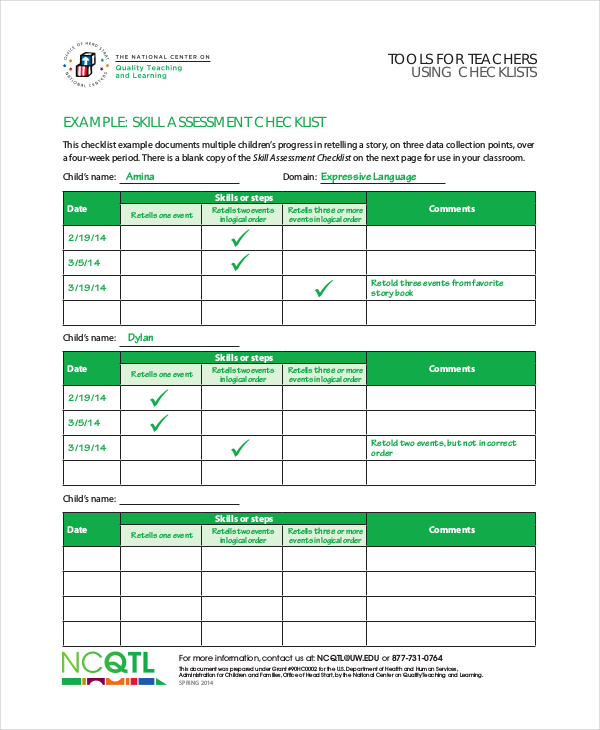 OFFICE OF HEAD START
NATIONAL CENTERS
THE NATIONAL CENTER ON
Quality Teaching
and Learning
TOOLS FOR TEACHERS
USING CHECKLISTS
EXAMPLE: SKILL ASSESSMENT CHECKLIST
This checklist example documents multiple children's progress in retelling a story, on three data collection points, over
a four-week period. There is a blank copy of the Skill Assessment Checklist on the next page for use in your classroom.
Child's name: Amina Domain: Expressive Language
Date Skills or steps Comments
Retells one event Retells two events in logical order Retells three or more events in logical order
2/19/14 ✓
3/5/14 ✓
3/19/14 ✓ Retold three events from favorite
story book
Child's name: Dylan
Date Skills or steps Comments
Retells one event Retells two events in logical order Retells three or more events in logical order
2/19/14 ✓
3/5/14 ✓
3/19/14 ✓ Retold two events, but not in correct
order
Child's name:
Date Skills or steps Comments
Retells one event Retells two events in logical order Retells three or more events in logical order
NCQTL
For more information, contact us at: NCQTL@UW.EDU or 877-731-0764
This document was prepared under Grant #90HC0002 for the U.S. Department of Health and Human Services,
Administration for Children and Families, Office of Head Start, by the National Center on Quality Teaching and Learning.
SPRING 2014